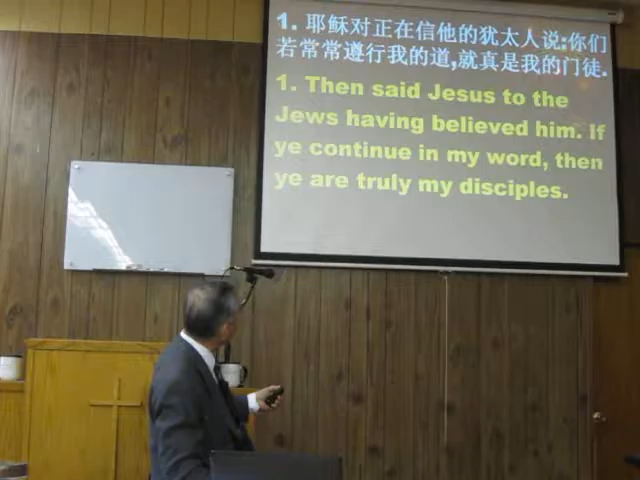 1. 耶稣对正在信他的犹太人说:你们
若常常遵行我的道,就真是我的门徒.
1. Then said Jesus to the
Jews having believed him. If
ye continue in my word, then
ye are truly my disciples.